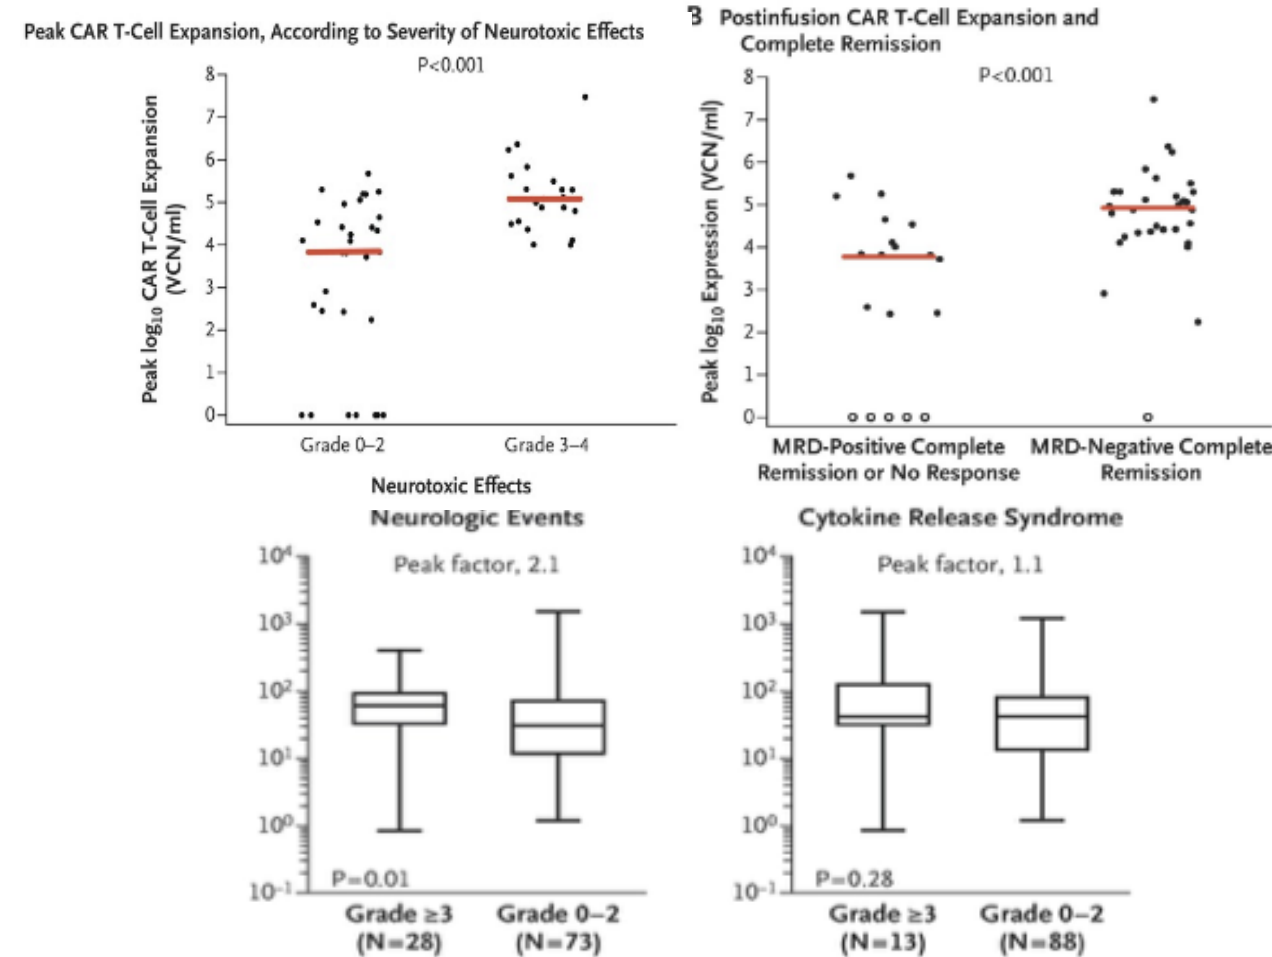 Peak CAR T-Cell Expansion, According to Severity of Neurotoxic Effects
P<0.001
Peak log10 CAR T-Cell Expansion
(VCN/ml)
8
7
6
5
4
3
2
1
0
Grade 0–2
Grade 3–4
Neurotoxic Effects
B Postinfusion CAR T-Cell Expansion and
Complete Remission
P<0.001
Peak log10 Expression (VCN/ml)
8
7
6
5
4
3
2
1
0
MRD-Positive Complete
Remission or No Response
MRD-Negative Complete
Remission
Neurologic Events
Peak factor, 2.1
10⁴
10³
10²
10¹
10⁰
10⁻¹
P=0.01
Grade ≥3
(N=28)
Grade 0–2
(N=73)
Cytokine Release Syndrome
Peak factor, 1.1
10⁴
10³
10²
10¹
10⁰
10⁻¹
P=0.28
Grade ≥3
(N=13)
Grade 0–2
(N=88)